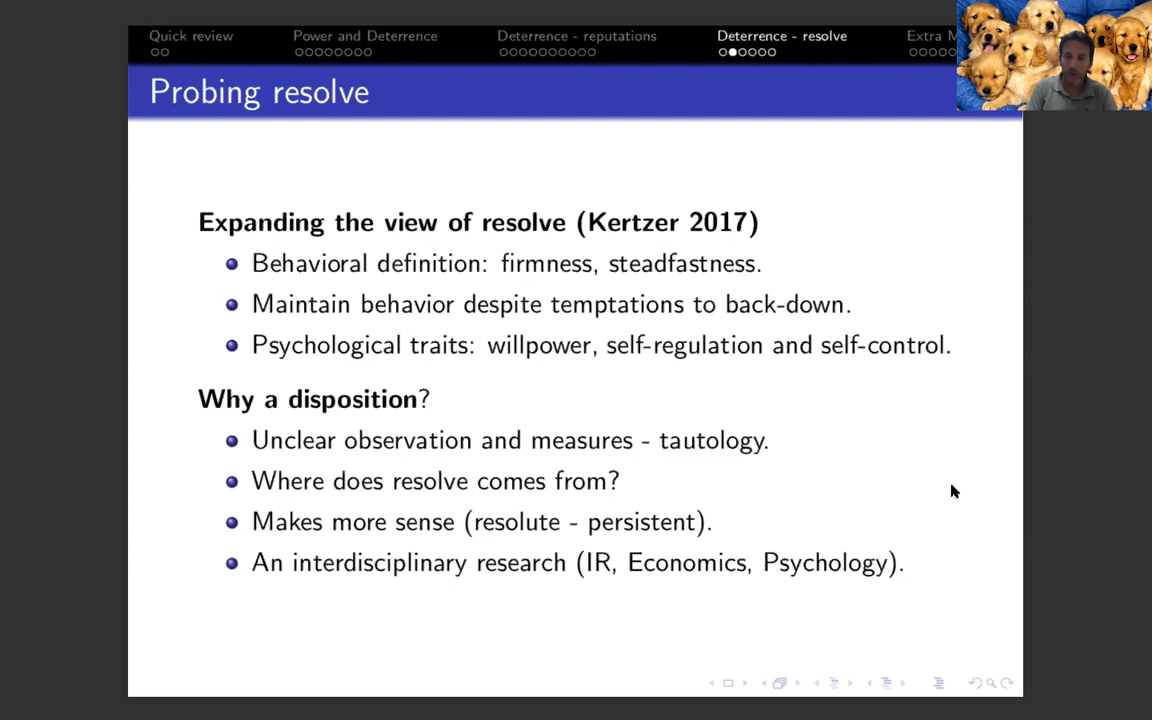 Quick review
Power and Deterrence
Deterrence - reputations
Deterrence - resolve
Extra M
Probing resolve
Expanding the view of resolve (Kertzer 2017)
Behavioral definition: firmness, steadfastness.
Maintain behavior despite temptations to back-down.
Psychological traits: willpower, self-regulation and self-control.
Why a disposition?
Unclear observation and measures - tautology.
Where does resolve comes from?
Makes more sense (resolute - persistent).
An interdisciplinary research (IR, Economics, Psychology).